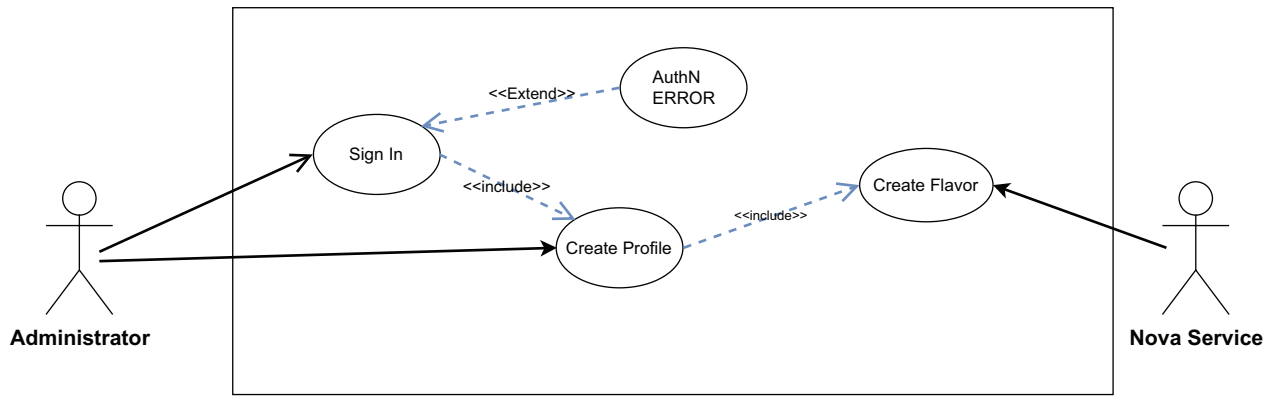 AuthN
ERROR
<<Extend>>
Sign In
<<include>>
Create Flavor
<<include>>
Create Profile
Administrator
Nova Service